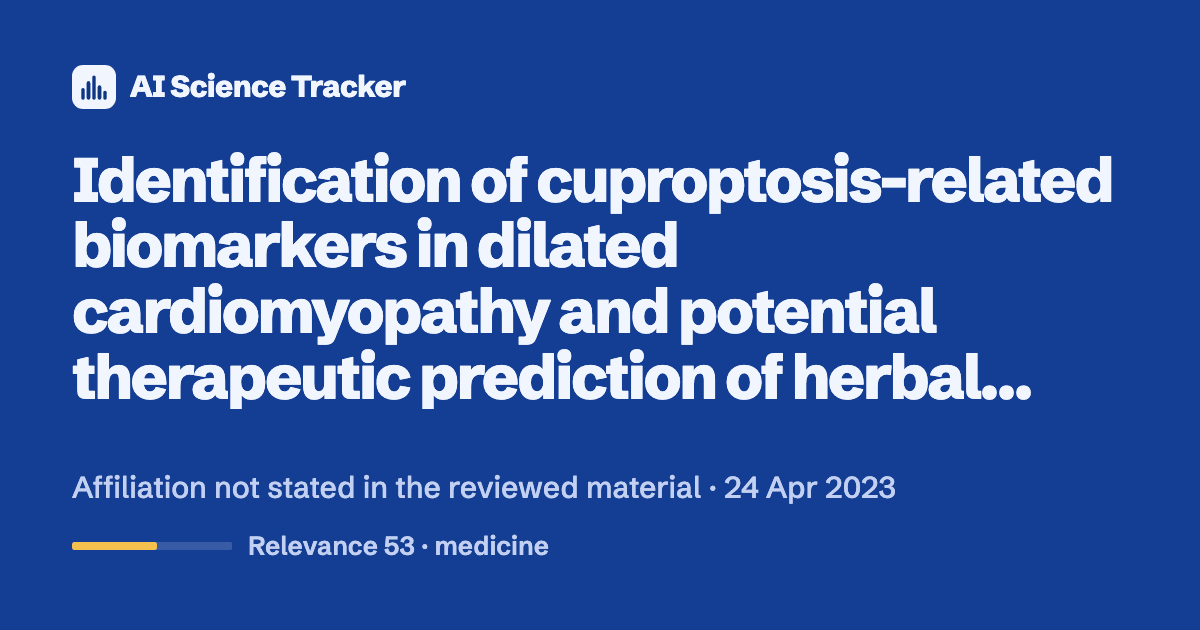 AI Science Tracker
Identification of cuproptosis-related
biomarkers in dilated
cardiomyopathy and potential
therapeutic prediction of herbal...
Affiliation not stated in the reviewed material · 24 Apr 2023
Relevance 53 · medicine